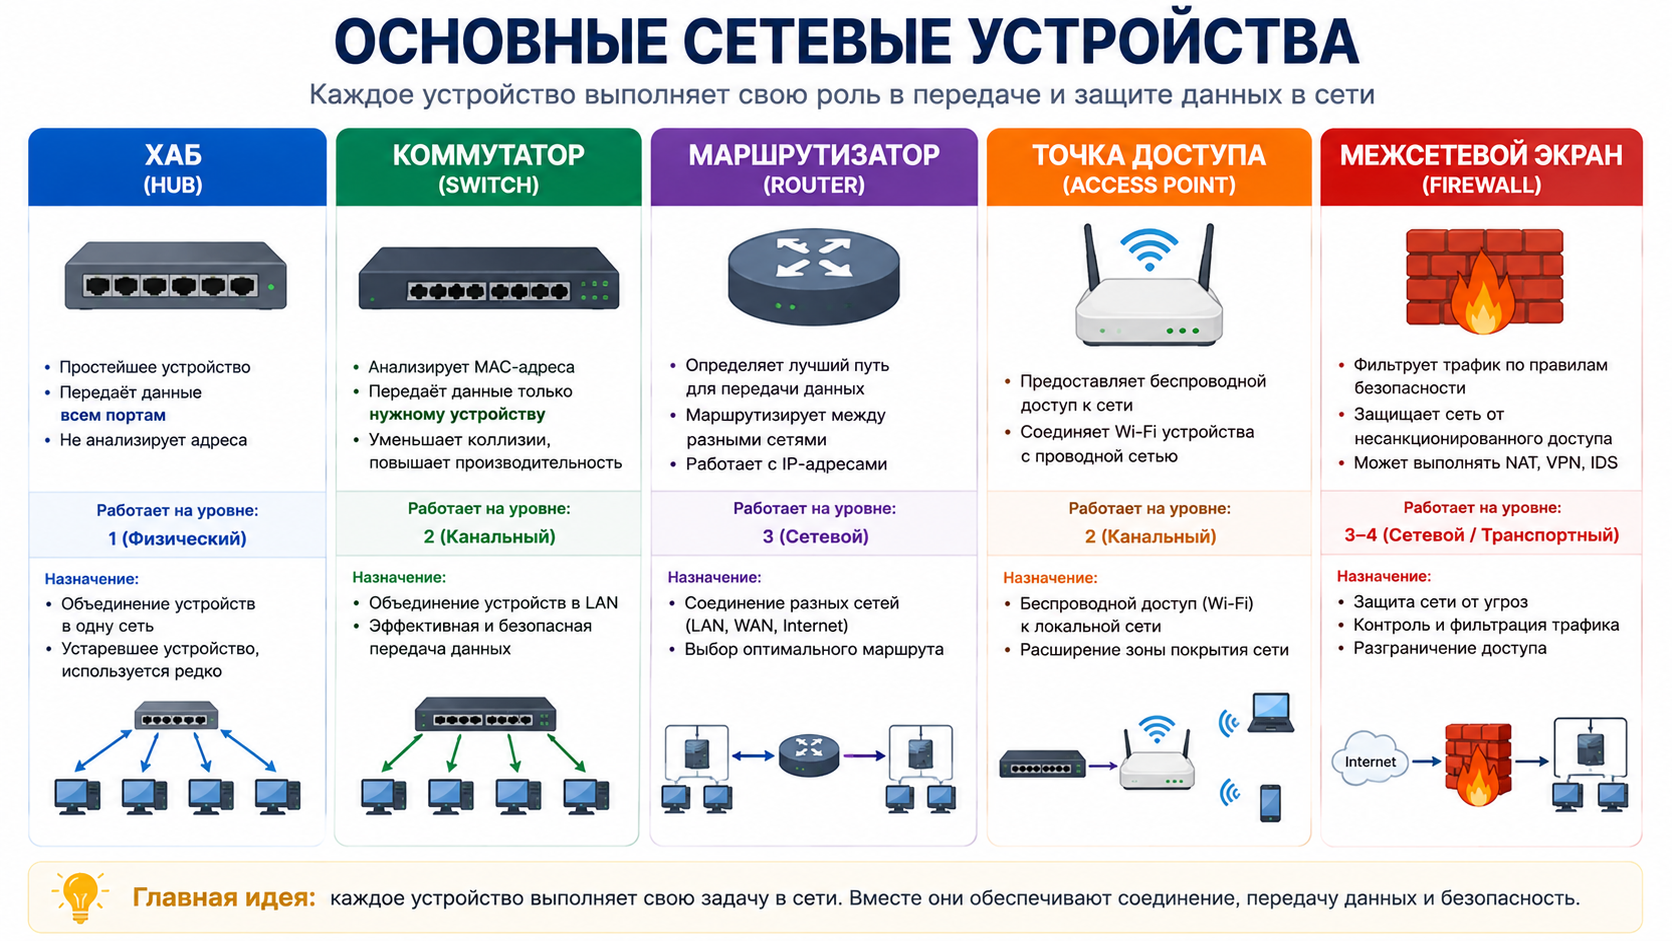 ОСНОВНЫЕ СЕТЕВЫЕ УСТРОЙСТВА
Каждое устройство выполняет свою роль в передаче и защите данных в сети
ХАБ
(HUB)
• Простейшее устройство
• Передаёт данные
всем портам
• Не анализирует адреса
Работает на уровне:
1 (Физический)
Назначение:
• Объединение устройств
в одну сеть
• Устаревшее устройство,
используется редко
КОММУТАТОР
(SWITCH)
• Анализирует MAC-адреса
• Передаёт данные только
нужному устройству
• Уменьшает коллизии,
повышает производительность
Работает на уровне:
2 (Канальный)
Назначение:
• Объединение устройств в LAN
• Эффективная и безопасная
передача данных
МАРШРУТИЗАТОР
(ROUTER)
• Определяет лучший путь
для передачи данных
• Маршрутизирует между
разными сетями
• Работает с IP-адресами
Работает на уровне:
3 (Сетевой)
Назначение:
• Соединение разных сетей
(LAN, WAN, Internet)
• Выбор оптимального маршрута
ТОЧКА ДОСТУПА
(ACCESS POINT)
• Предоставляет беспроводной
доступ к сети
• Соединяет Wi-Fi устройства
с проводной сетью
Работает на уровне:
2 (Канальный)
Назначение:
• Беспроводной доступ (Wi-Fi)
к локальной сети
• Расширение зоны покрытия сети
МЕЖСЕТЕВОЙ ЭКРАН
(FIREWALL)
• Фильтрует трафик по правилам
безопасности
• Защищает сеть от
несанкционированного доступа
• Может выполнять NAT, VPN, IDS
Работает на уровне:
3–4 (Сетевой / Транспортный)
Назначение:
• Защита сети от угроз
• Контроль и фильтрация трафика
• Разграничение доступа
Internet
Главная идея: каждое устройство выполняет свою задачу в сети. Вместе они обеспечивают соединение, передачу данных и безопасность.